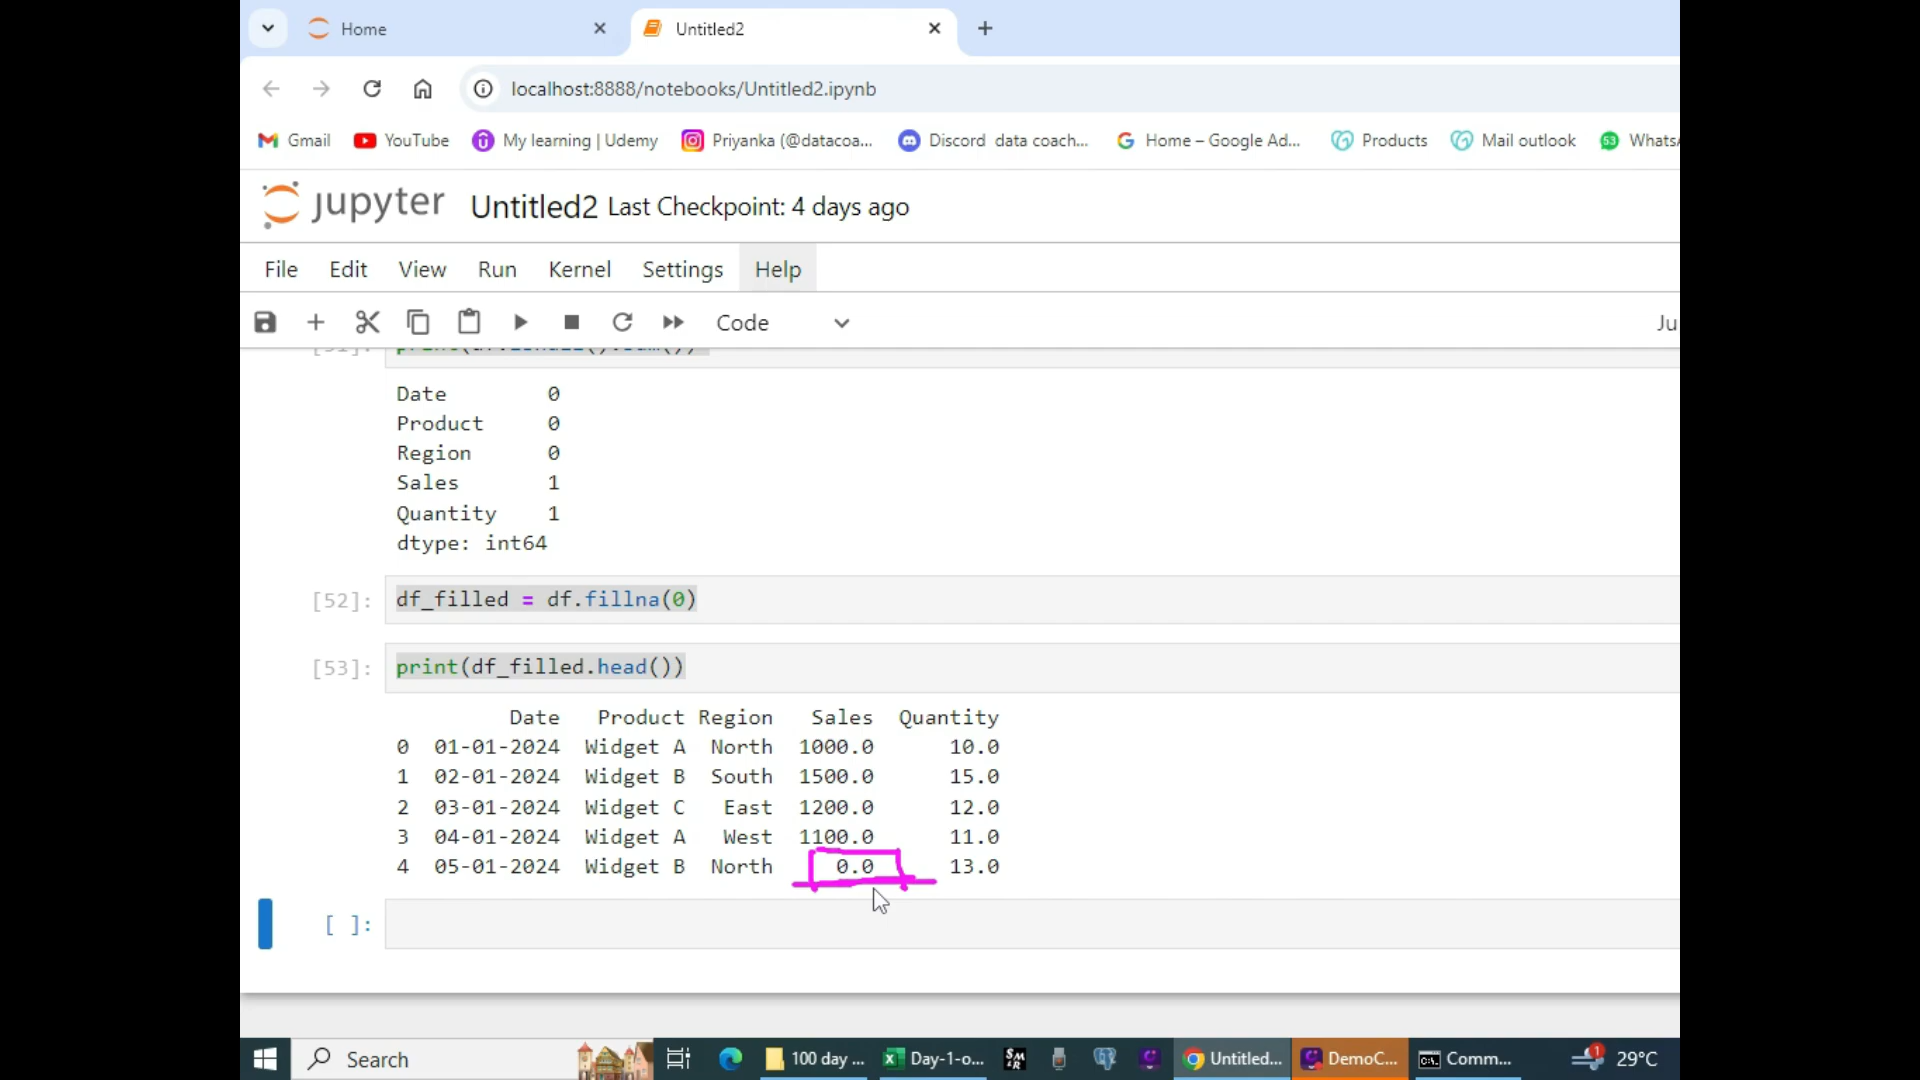 Home
Untitled2
localhost:8888/notebooks/Untitled2.ipynb
Gmail YouTube My learning | Udemy Priyanka (@datacoa... Discord data coach... Home – Google Ad... Products Mail outlook 53 Whats
jupyter Untitled2 Last Checkpoint: 4 days ago
File Edit View Run Kernel Settings Help
Code Ju
Date 0
Product 0
Region 0
Sales 1
Quantity 1
dtype: int64
[52]: df_filled = df.fillna(0)
[53]: print(df_filled.head())
Date Product Region Sales Quantity
0 01-01-2024 Widget A North 1000.0 10.0
1 02-01-2024 Widget B South 1500.0 15.0
2 03-01-2024 Widget C East 1200.0 12.0
3 04-01-2024 Widget A West 1100.0 11.0
4 05-01-2024 Widget B North 0.0 13.0
[ ]:
Search 100 day ... Day-1-o... Untitled... DemoC... Comm... 1 29°C